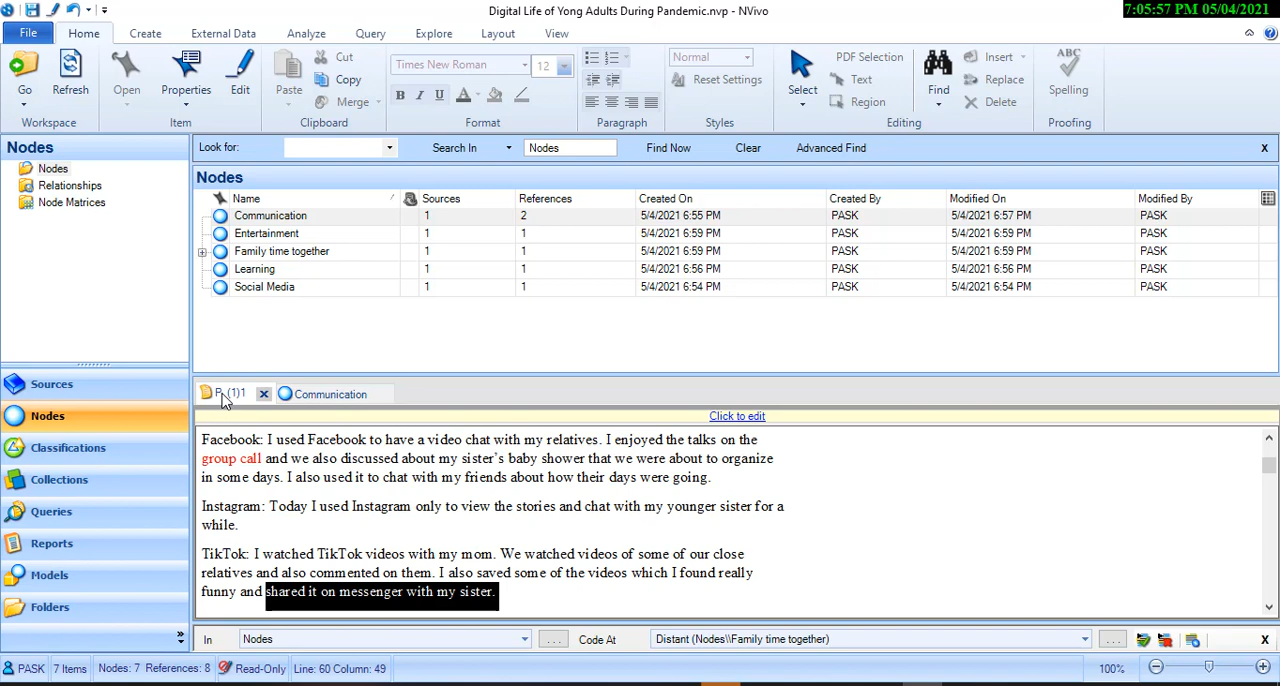 Digital Life of Yong Adults During Pandemic.nvp - NVivo
7:05:57 PM 05/04/2021
File Home Create External Data Analyze Query Explore Layout View
Go Refresh Open Properties Edit Paste Cut Copy Merge
Times New Roman 12
B I U A
Normal
Reset Settings
Select PDF Selection Text Region Find Insert Replace Delete
ABC
Spelling
Workspace Item Clipboard Format Paragraph Styles Editing Proofing
Nodes
Nodes
Relationships
Node Matrices
Look for: Search In Nodes Find Now Clear Advanced Find X
Nodes
Name Sources References Created On Created By Modified On Modified By
Communication 1 2 5/4/2021 6:55 PM PASK 5/4/2021 6:57 PM PASK
Entertainment 1 1 5/4/2021 6:59 PM PASK 5/4/2021 6:59 PM PASK
Family time together 1 1 5/4/2021 6:59 PM PASK 5/4/2021 6:59 PM PASK
Learning 1 1 5/4/2021 6:56 PM PASK 5/4/2021 6:56 PM PASK
Social Media 1 1 5/4/2021 6:54 PM PASK 5/4/2021 6:54 PM PASK
Sources
Nodes
Classifications
Collections
Queries
Reports
Models
Folders
(1)1 Communication
Click to edit
Facebook: I used Facebook to have a video chat with my relatives. I enjoyed the talks on the
group call and we also discussed about my sister's baby shower that we were about to organize
in some days. I also used it to chat with my friends about how their days were going.
Instagram: Today I used Instagram only to view the stories and chat with my younger sister for a
while.
TikTok: I watched TikTok videos with my mom. We watched videos of some of our close
relatives and also commented on them. I also saved some of the videos which I found really
funny and shared it on messenger with my sister.
In Nodes ... Code At Distant (Nodes\\Family time together) ... X
PASK 7 Items Nodes: 7 References: 8 Read-Only Line: 60 Column: 49 100%